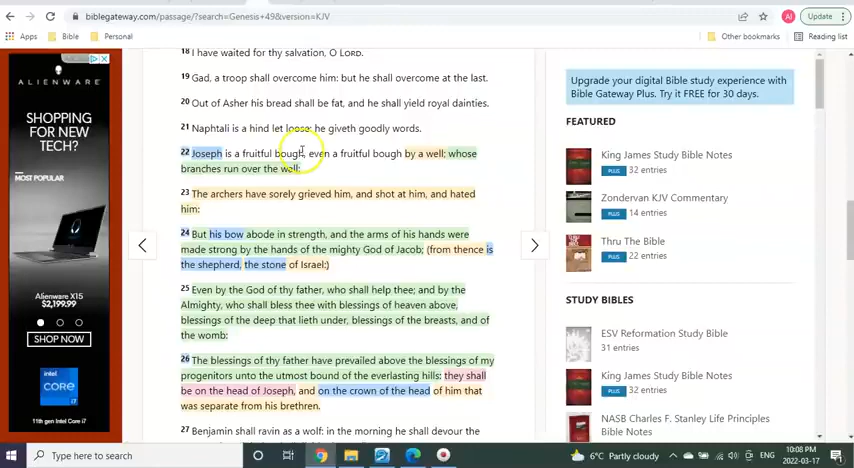 biblegateway.com/passage/?search=Genesis+49&version=KJV
AI
Update
Apps
Bible
Personal
Other bookmarks
Reading list
ALIENWARE
SHOPPING
FOR NEW
TECH?
MOST POPULAR
Alienware X15
$2,199.99
SHOP NOW
intel
CORE
i7
11th gen Intel Core i7
18 I have waited for thy salvation, O LORD.
19 Gad, a troop shall overcome him: but he shall overcome at the last.
20 Out of Asher his bread shall be fat, and he shall yield royal dainties.
21 Naphtali is a hind let loose: he giveth goodly words.
22 Joseph is a fruitful bough, even a fruitful bough by a well; whose
branches run over the wall:
23 The archers have sorely grieved him, and shot at him, and hated
him:
24 But his bow abode in strength, and the arms of his hands were
made strong by the hands of the mighty God of Jacob; (from thence is
the shepherd, the stone of Israel:)
25 Even by the God of thy father, who shall help thee; and by the
Almighty, who shall bless thee with blessings of heaven above,
blessings of the deep that lieth under, blessings of the breasts, and of
the womb:
26 The blessings of thy father have prevailed above the blessings of my
progenitors unto the utmost bound of the everlasting hills: they shall
be on the head of Joseph, and on the crown of the head of him that
was separate from his brethren.
27 Benjamin shall ravin as a wolf: in the morning he shall devour the
Upgrade your digital Bible study experience with
Bible Gateway Plus. Try it FREE for 30 days.
FEATURED
King James Study Bible Notes
PLUS 32 entries
Zondervan KJV Commentary
PLUS 14 entries
Thru The Bible
PLUS 22 entries
STUDY BIBLES
ESV Reformation Study Bible
31 entries
King James Study Bible Notes
PLUS 32 entries
NASB Charles F. Stanley Life Principles
Bible Notes
Type here to search
6°C Partly cloudy
10:08 PM
2022-03-17